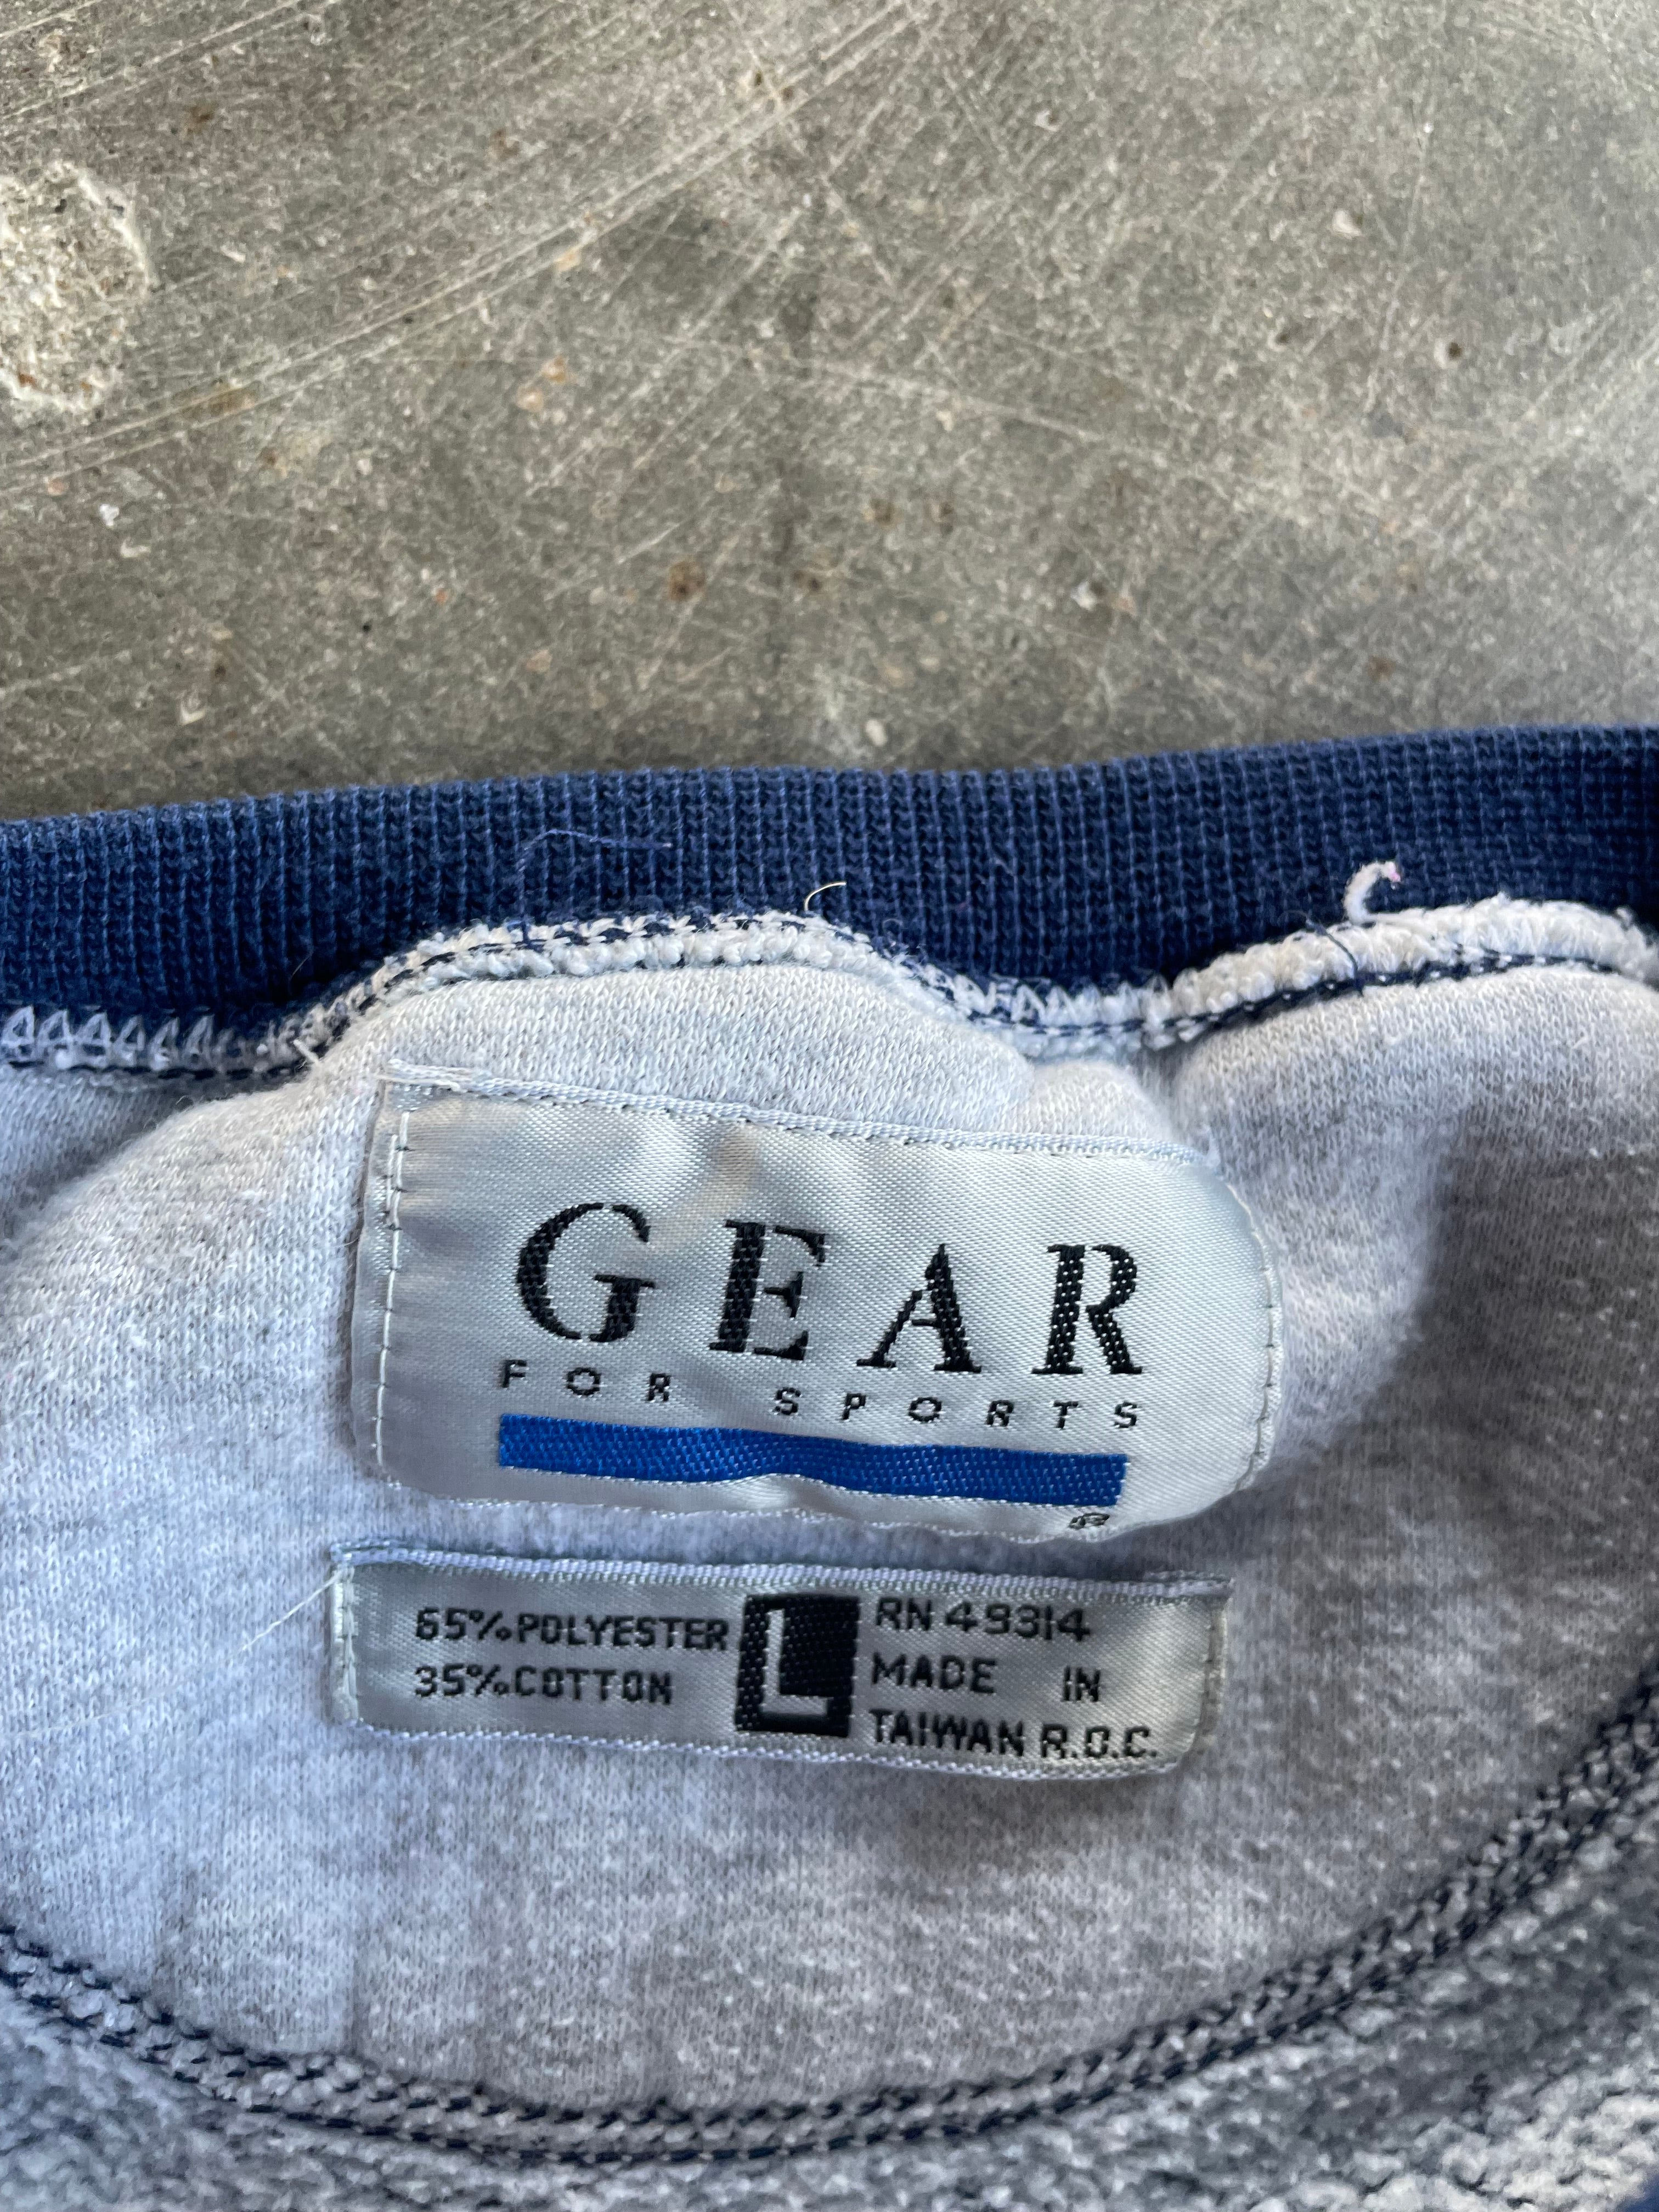 GEAR
FOR SPORTS
®
65% POLYESTER
35% COTTON
L
RN 49314
MADE IN
TAIWAN R.O.C.